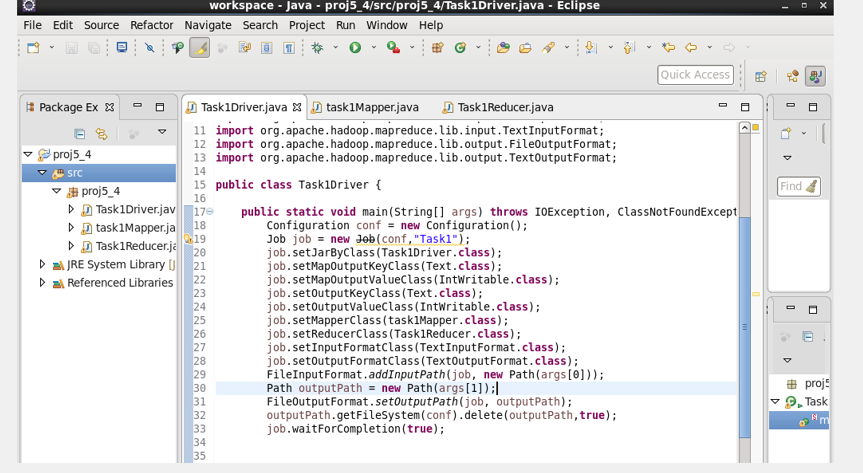 workspace - Java - proj5_4/src/proj5_4/Task1Driver.java - Eclipse
File Edit Source Refactor Navigate Search Project Run Window Help
Quick Access
Package Ex
Task1Driver.java
task1Mapper.java
Task1Reducer.java
proj5_4
src
proj5_4
Task1Driver.jav
task1Mapper.ja
Task1Reducer.ja
JRE System Library [J
Referenced Libraries
11 import org.apache.hadoop.mapreduce.lib.input.TextInputFormat;
12 import org.apache.hadoop.mapreduce.lib.output.FileOutputFormat;
13 import org.apache.hadoop.mapreduce.lib.output.TextOutputFormat;
14
15 public class Task1Driver {
16
17 public static void main(String[] args) throws IOException, ClassNotFoundExcept
18 Configuration conf = new Configuration();
19 Job job = new Job(conf,"Task1");
20 job.setJarByClass(Task1Driver.class);
21 job.setMapOutputKeyClass(Text.class);
22 job.setMapOutputValueClass(IntWritable.class);
23 job.setOutputKeyClass(Text.class);
24 job.setOutputValueClass(IntWritable.class);
25 job.setMapperClass(task1Mapper.class);
26 job.setReducerClass(Task1Reducer.class);
27 job.setInputFormatClass(TextInputFormat.class);
28 job.setOutputFormatClass(TextOutputFormat.class);
29 FileInputFormat.addInputPath(job, new Path(args[0]));
30 Path outputPath = new Path(args[1]);
31 FileOutputFormat.setOutputPath(job, outputPath);
32 outputPath.getFileSystem(conf).delete(outputPath,true);
33 job.waitForCompletion(true);
34
35
Find
proj5
Task
m